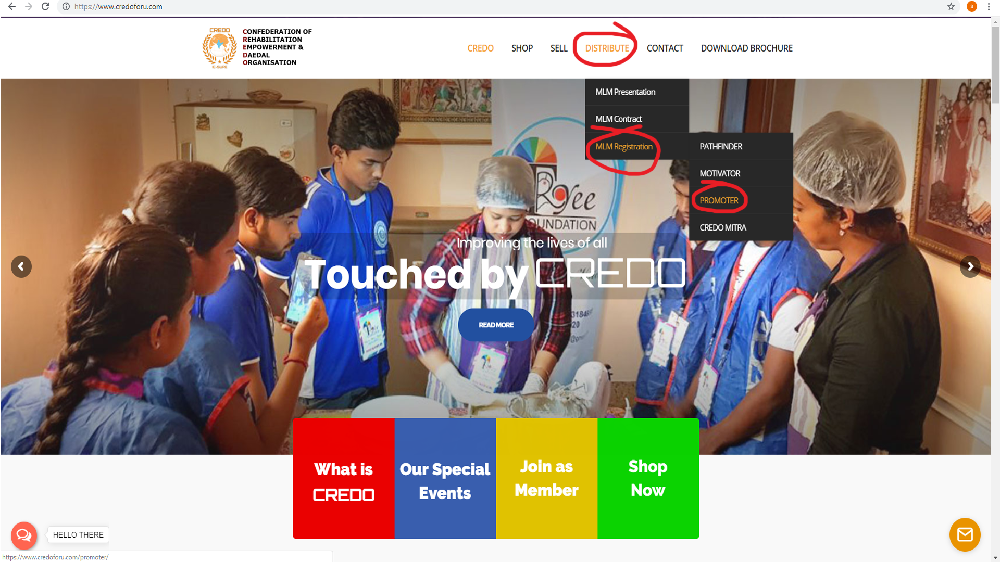 https://www.credoforu.com
S
CREDO
IC-SURE
CONFEDERATION OF
REHABILITATION
EMPOWERMENT &
DAEDAL
ORGANISATION
CREDO SHOP SELL DISTRIBUTE CONTACT DOWNLOAD BROCHURE
MLM Presentation
MLM Contract
MLM Registration
PATHFINDER
MOTIVATOR
PROMOTER
CREDO MITRA
FOUNDATION
Improving the lives of all
Touched by CREDO
READ MORE
What is
CREDO
Our Special
Events
Join as
Member
Shop
Now
HELLO THERE
https://www.credoforu.com/promoter/